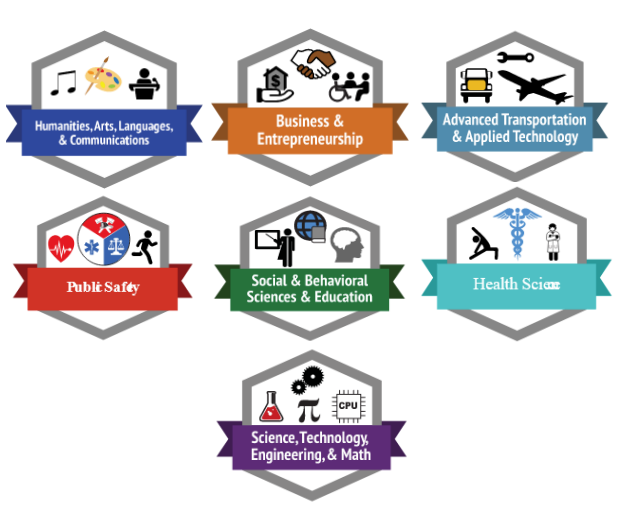 Humanities, Arts, Languages,
& Communications
$
Business &
Entrepreneurship
Advanced Transportation
& Applied Technology
Public Safety
Social & Behavioral
Sciences & Education
Health Science
π
CPU
Science, Technology,
Engineering, & Math